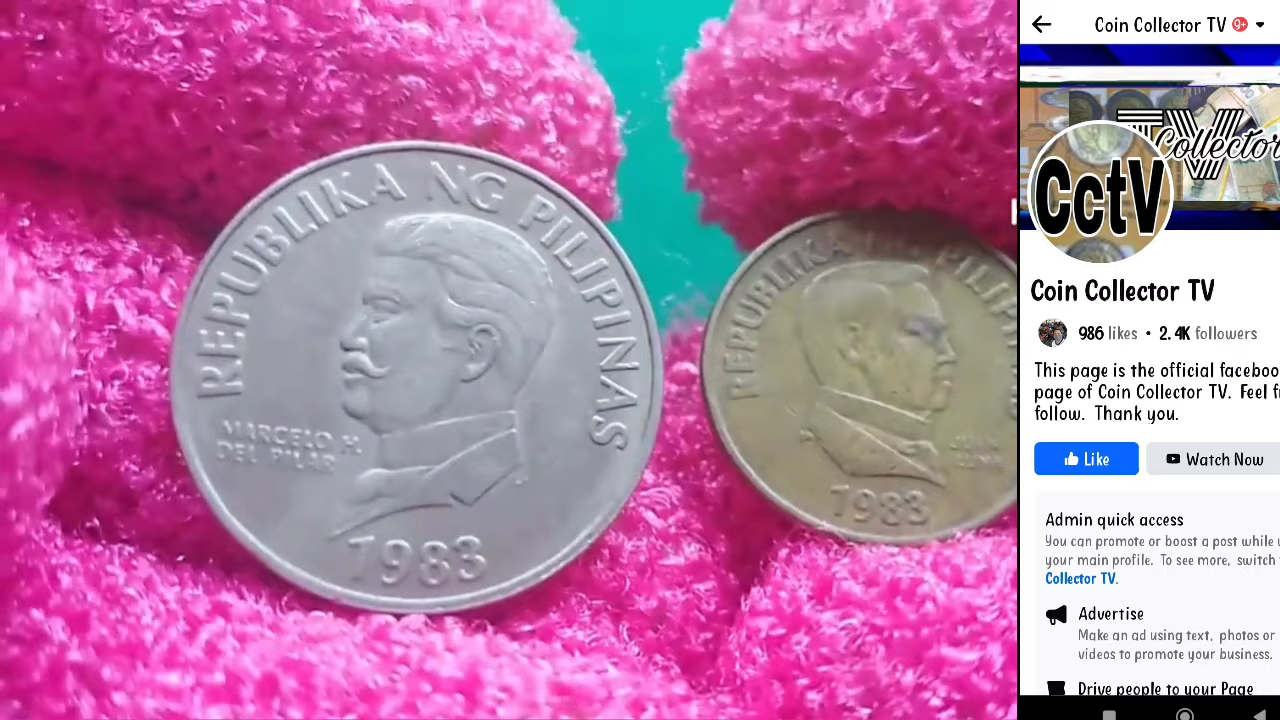 REPUBLIKA NG PILIPINAS
MARCELO H.
DEL PILAR
1983
REPUBLIKA
1983
Coin Collector TV 9+
TV
Collector
CctV
Coin Collector TV
986 likes • 2.4K followers
This page is the official faceboo
page of Coin Collector TV. Feel f
follow. Thank you.
Like
Watch Now
Admin quick access
You can promote or boost a post while
your main profile. To see more, switch
Collector TV.
Advertise
Make an ad using text, photos or
videos to promote your business.
Drive people to your Page